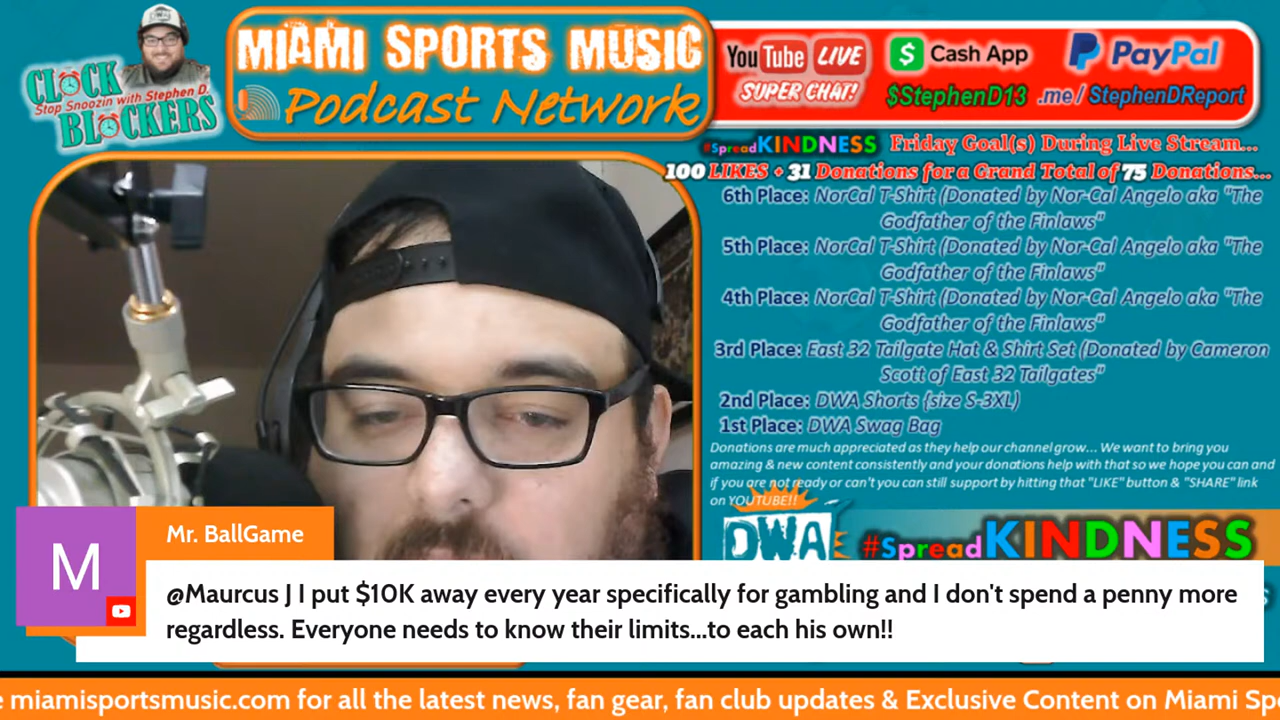 DWA
CLOCK
Stop Snoozin with Stephen D.
BLOCKERS
MIAMI SPORTS MUSIC
Podcast Network
YouTube LIVE
SUPER CHAT!
$ Cash App
$StephenD13
PayPal
.me/StephenDReport
#SpreadKINDNESS Friday Goal(s) During Live Stream...
100 LIKES + 31 Donations for a Grand Total of 75 Donations...
6th Place: NorCal T-Shirt (Donated by Nor-Cal Angelo aka "The
Godfather of the Finlaws"
5th Place: NorCal T-Shirt (Donated by Nor-Cal Angelo aka "The
Godfather of the Finlaws"
4th Place: NorCal T-Shirt (Donated by Nor-Cal Angelo aka "The
Godfather of the Finlaws"
3rd Place: East 32 Tailgate Hat & Shirt Set (Donated by Cameron
Scott of East 32 Tailgates"
2nd Place: DWA Shorts {size S-3XL)
1st Place: DWA Swag Bag
Donations are much appreciated as they help our channel grow... We want to bring you
amazing & new content consistently and your donations help with that so we hope you can and
if you are not ready or can't you can still support by hitting that "LIKE" button & "SHARE" link
on YOUTUBE!!
DWA
#SpreadKINDNESS
M
Mr. BallGame
@Maurcus J I put $10K away every year specifically for gambling and I don't spend a penny more
regardless. Everyone needs to know their limits...to each his own!!
miamisportsmusic.com for all the latest news, fan gear, fan club updates & Exclusive Content on Miami